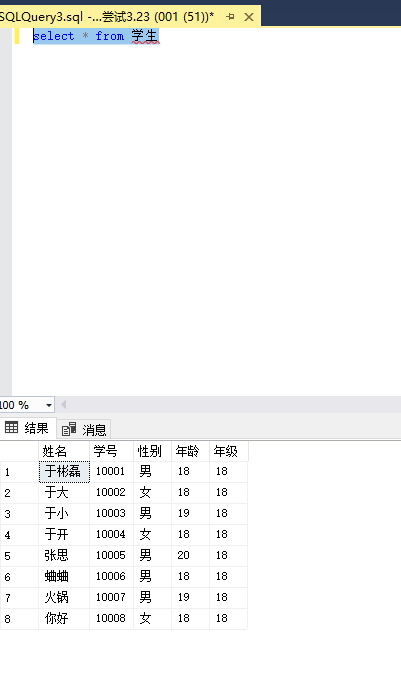 SQLQuery3.sql -...尝试3.23 (001 (51))*
select * from 学生
100 %
结果 消息
姓名 学号 性别 年龄 年级
1 于彬磊 10001 男 18 18
2 于大 10002 女 18 18
3 于小 10003 男 19 18
4 于开 10004 女 18 18
5 张思 10005 男 20 18
6 蛐蛐 10006 男 18 18
7 火锅 10007 男 19 18
8 你好 10008 女 18 18